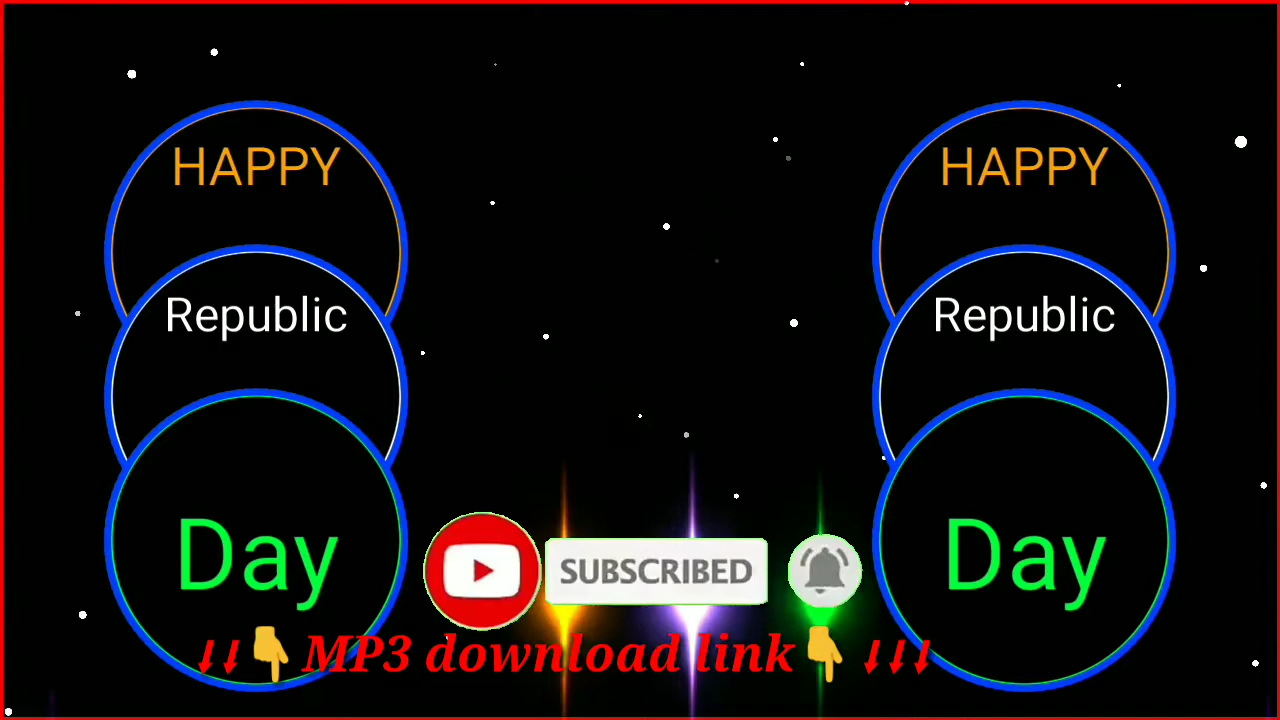 HAPPY
Republic
Day
HAPPY
Republic
Day
SUBSCRIBED
↓↓👇 MP3 download link👇 ↓↓↓